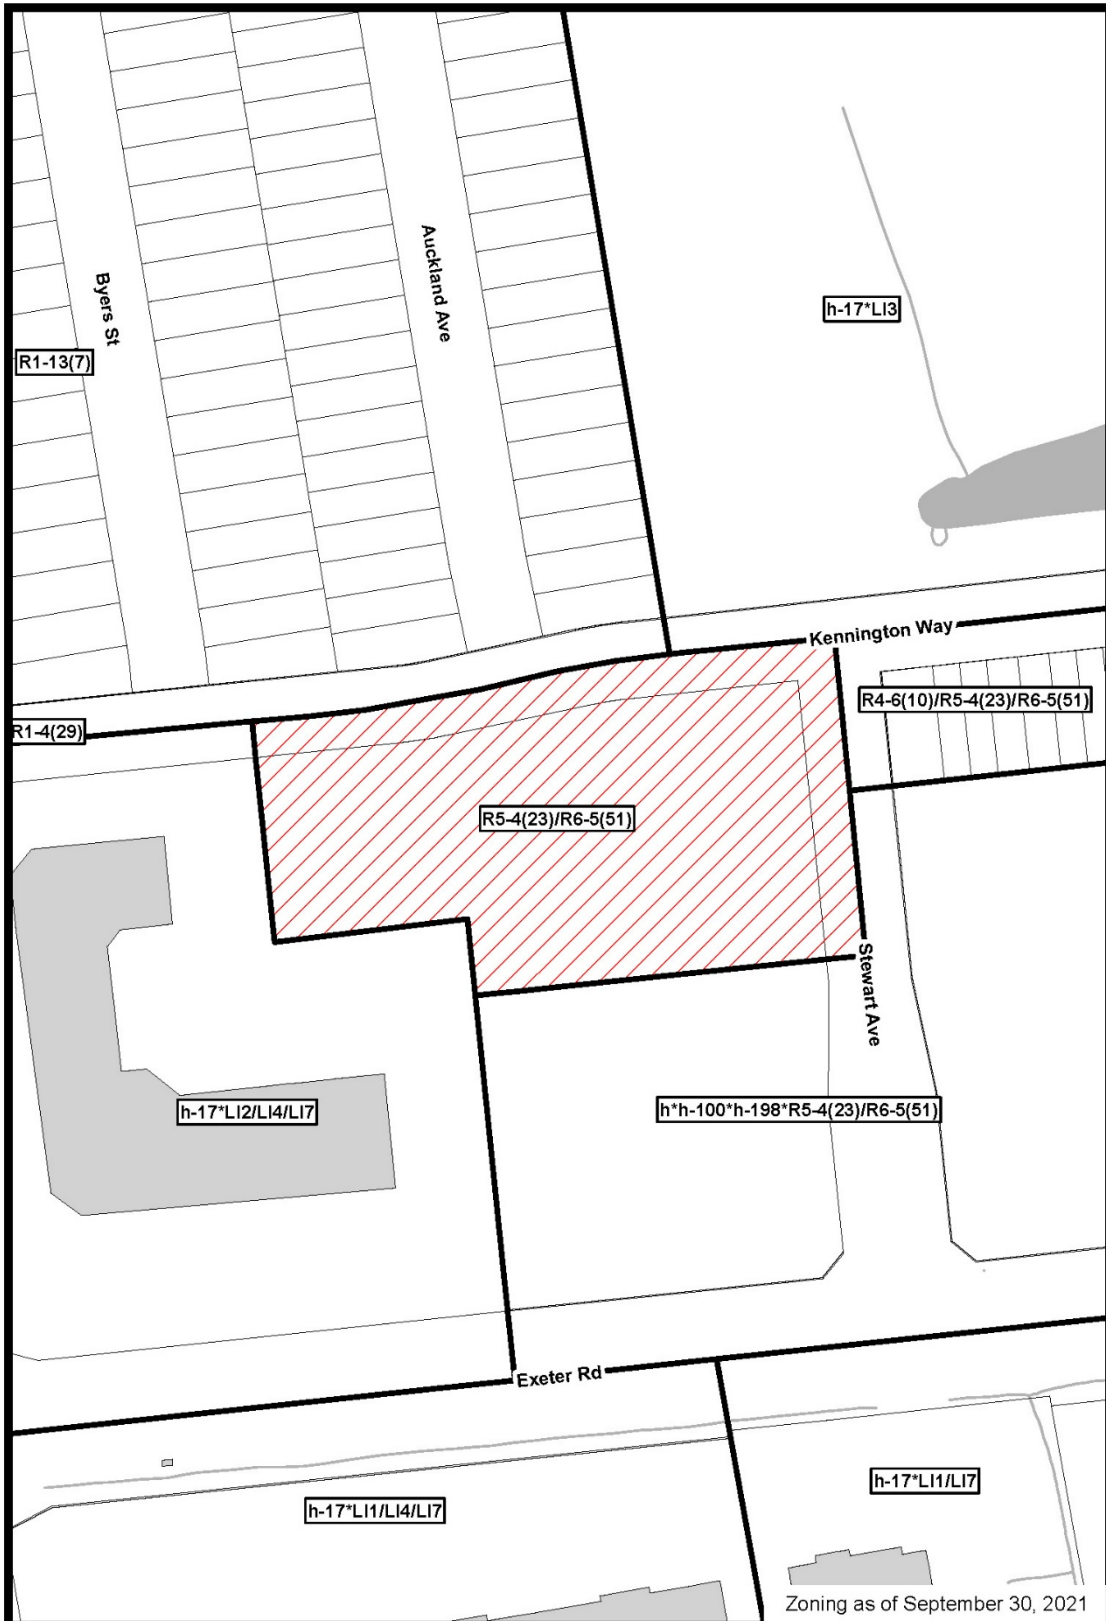 Byers St
Auckland Ave
h-17*LI3
R1-13(7)
Kennington Way
R4-6(10)/R5-4(23)/R6-5(51)
R1-4(29)
R5-4(23)/R6-5(51)
Stewart Ave
h-17*LI2/LI4/LI7
h*h-100*h-198*R5-4(23)/R6-5(51)
Exeter Rd
h-17*LI1/LI7
h-17*LI1/LI4/LI7
Zoning as of September 30, 2021